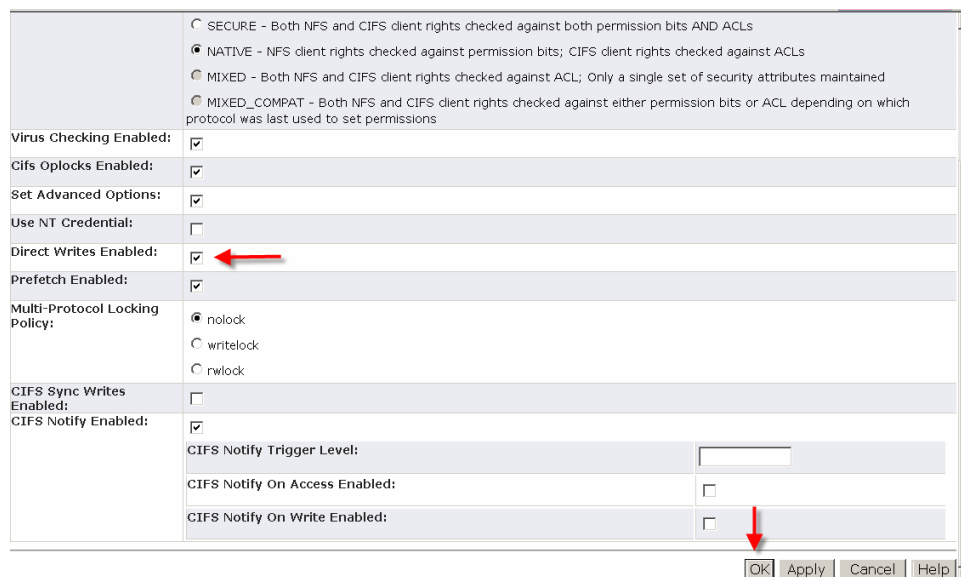 SECURE - Both NFS and CIFS client rights checked against both permission bits AND ACLs
NATIVE - NFS client rights checked against permission bits; CIFS client rights checked against ACLs
MIXED - Both NFS and CIFS client rights checked against ACL; Only a single set of security attributes maintained
MIXED_COMPAT - Both NFS and CIFS client rights checked against either permission bits or ACL depending on which
protocol was last used to set permissions
Virus Checking Enabled:
Cifs Oplocks Enabled:
Set Advanced Options:
Use NT Credential:
Direct Writes Enabled:
Prefetch Enabled:
Multi-Protocol Locking
Policy:
nolock
writelock
rwlock
CIFS Sync Writes
Enabled:
CIFS Notify Enabled:
CIFS Notify Trigger Level:
CIFS Notify On Access Enabled:
CIFS Notify On Write Enabled:
OK Apply Cancel Help